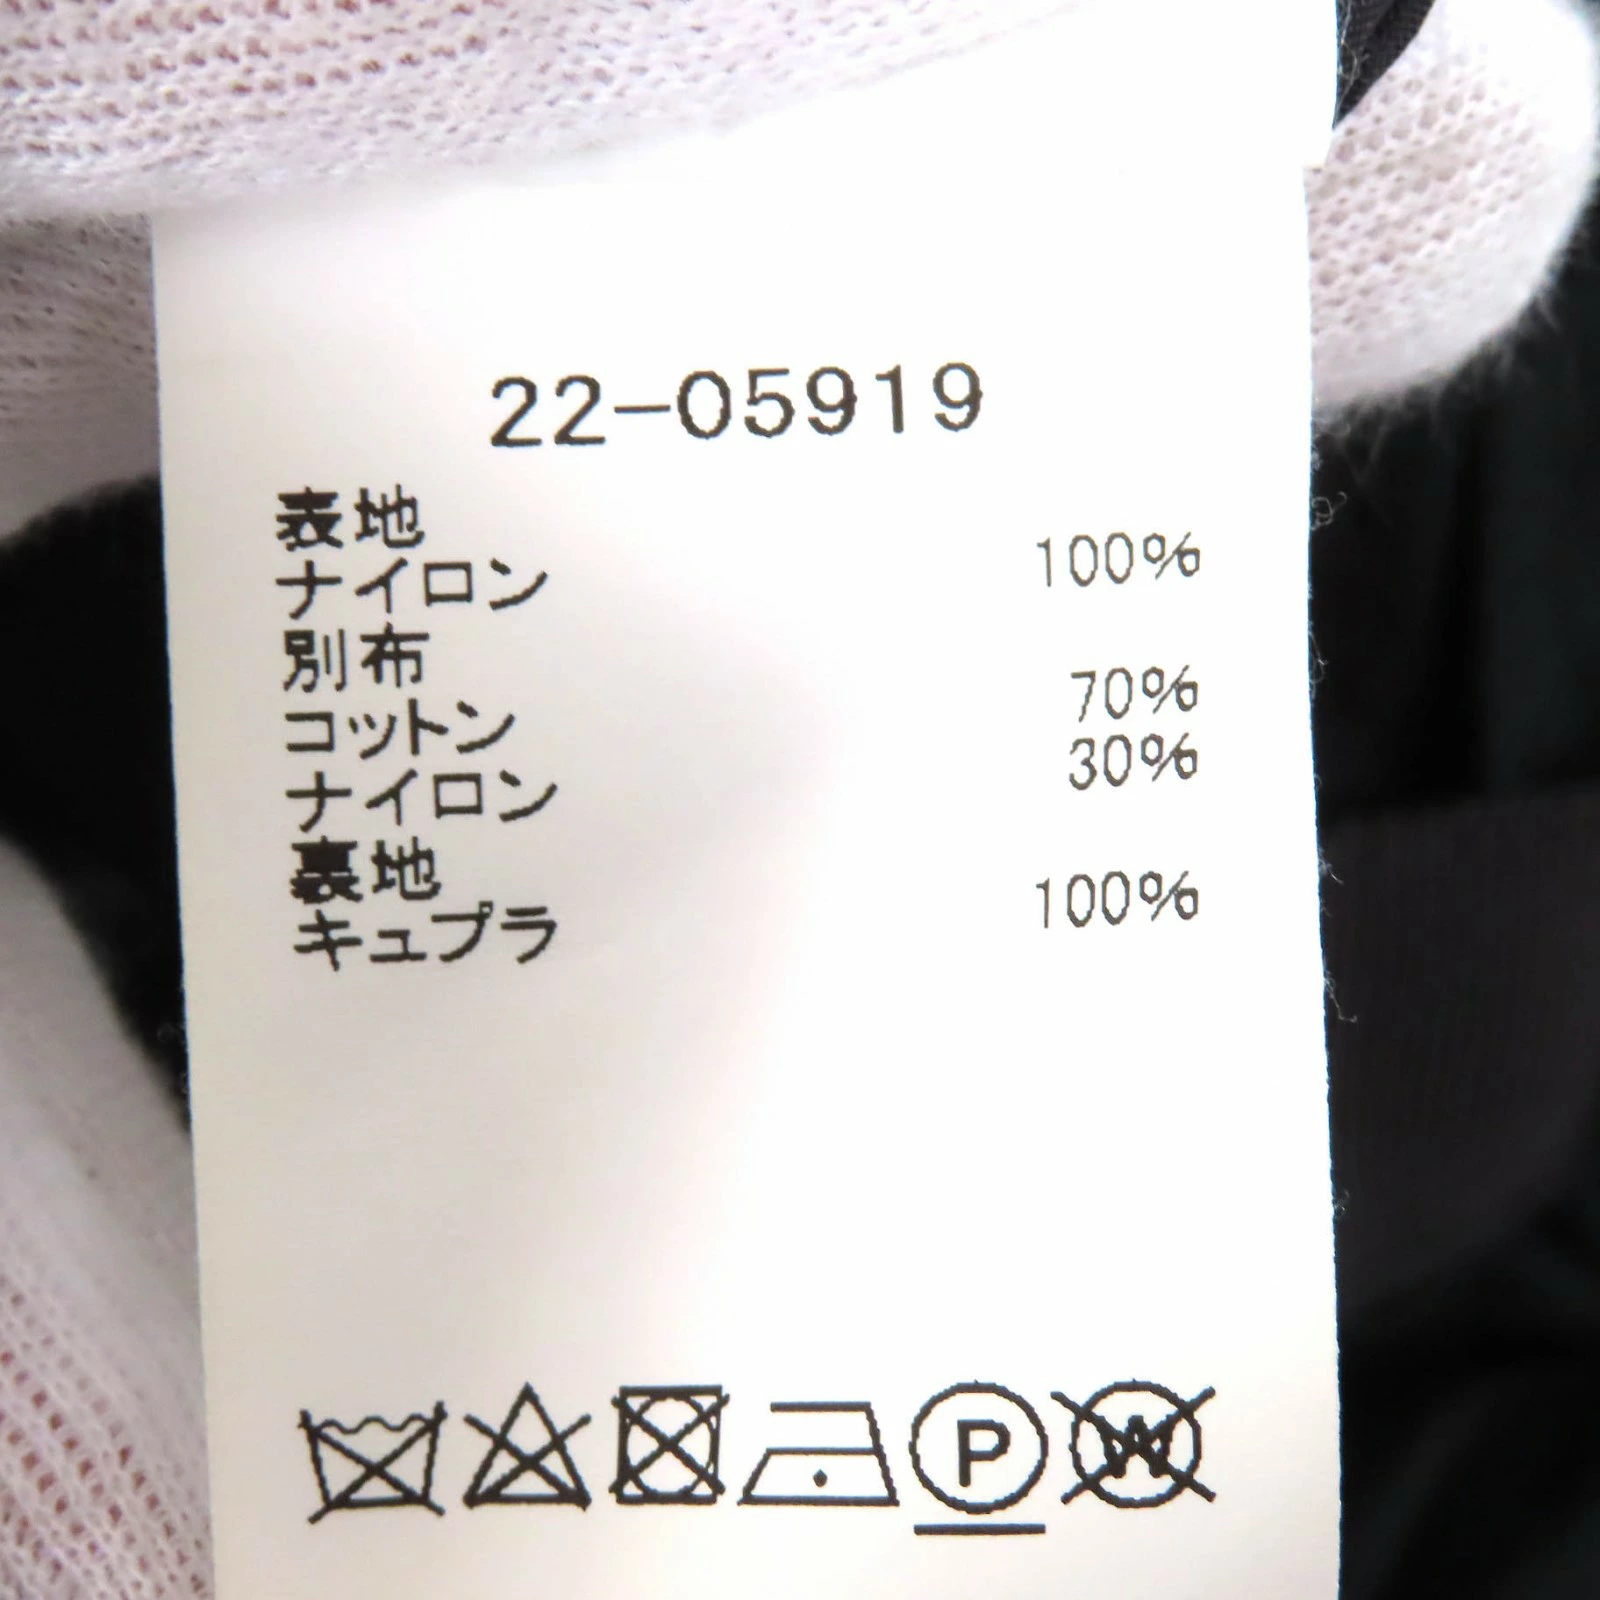 22-05919
表地
ナイロン 100%
別布
コットン 70%
ナイロン 30%
裏地
キュプラ 100%
P W